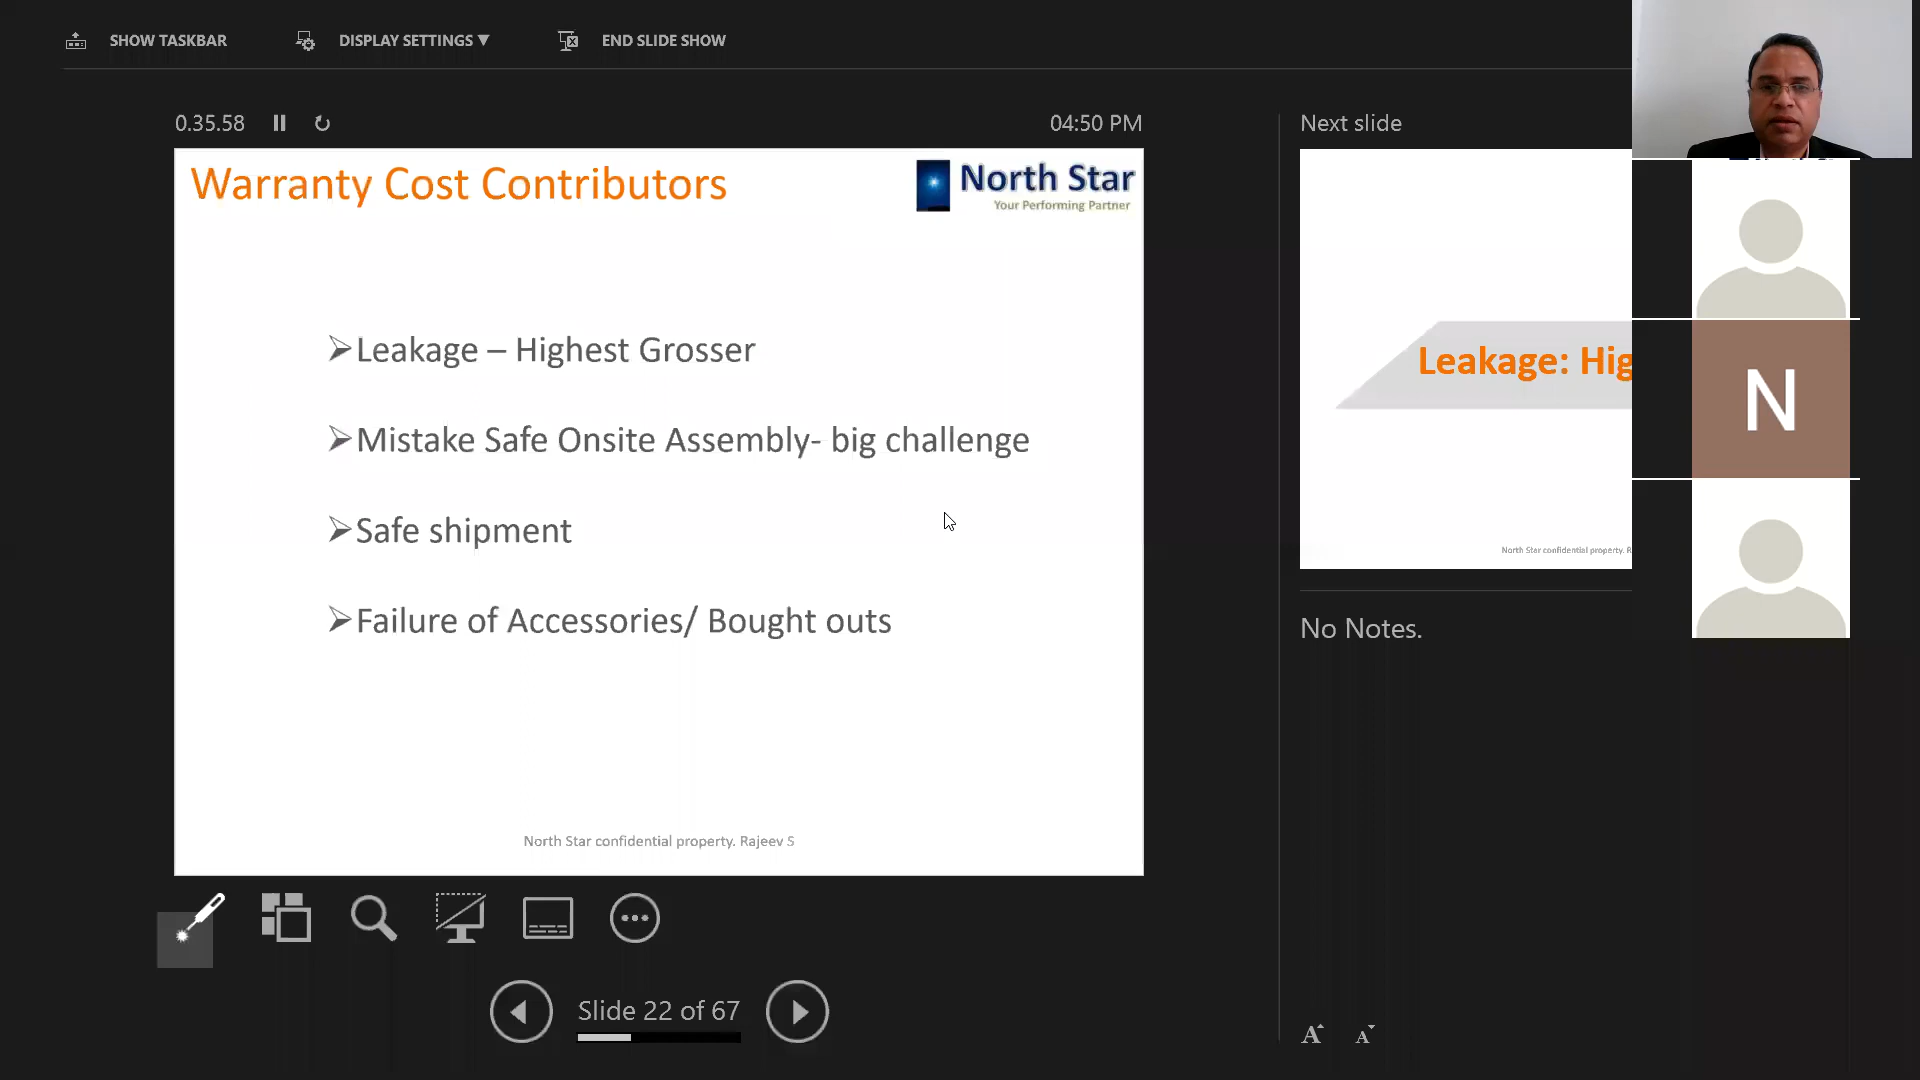 SHOW TASKBAR
DISPLAY SETTINGS ▼
END SLIDE SHOW
0.35.58
04:50 PM
Next slide
Warranty Cost Contributors
North Star
Your Performing Partner
➢Leakage – Highest Grosser
➢Mistake Safe Onsite Assembly- big challenge
➢Safe shipment
➢Failure of Accessories/ Bought outs
North Star confidential property. Rajeev S
Leakage: Hig
North Star confidential property. R
No Notes.
N
Slide 22 of 67
A A